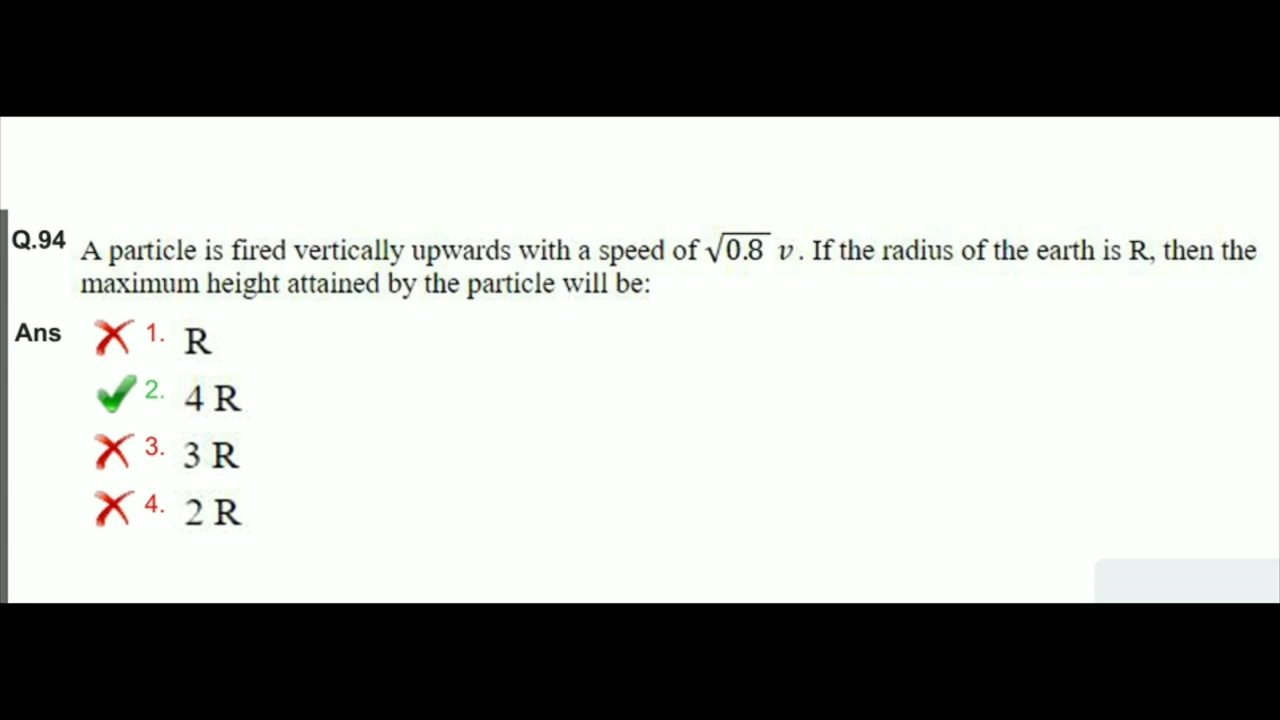 Q.94 A particle is fired vertically upwards with a speed of √0.8 v. If the radius of the earth is R, then the
maximum height attained by the particle will be:
Ans 1. R
2. 4 R
3. 3 R
4. 2 R